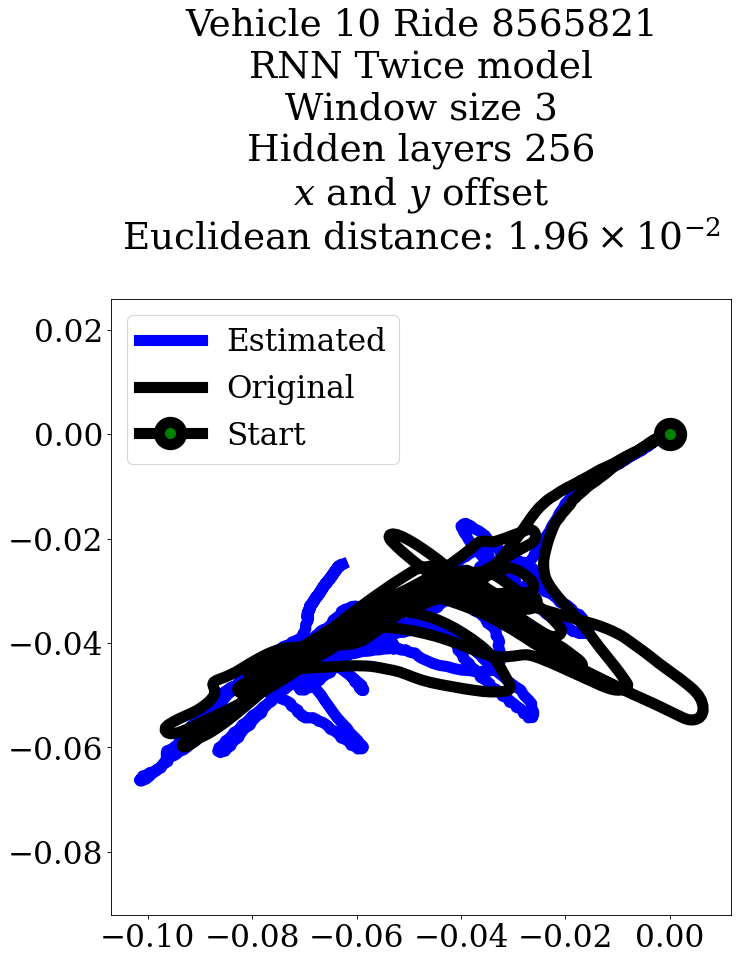 Vehicle 10 Ride 8565821
RNN Twice model
Window size 3
Hidden layers 256
x and y offset
Euclidean distance: 1.96 × 10⁻²
Estimated
Original
Start
0.02
0.00
−0.02
−0.04
−0.06
−0.08
−0.10 −0.08 −0.06 −0.04 −0.02 0.00